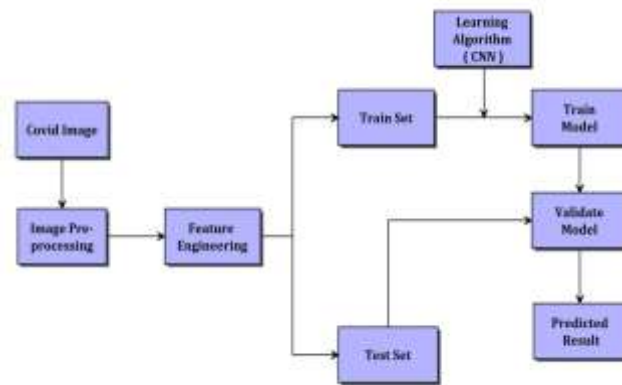 Learning
Algorithm
( CNN )
Train Set
Train
Model
Covid Image
Image Pre-
processing
Feature
Engineering
Validate
Model
Test Set
Predicted
Result